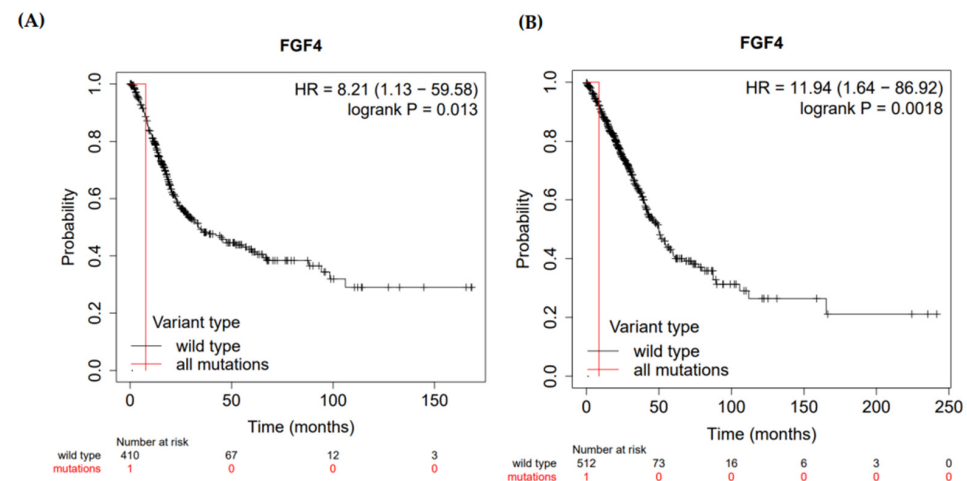 (A)
FGF4
HR = 8.21 (1.13 − 59.58)
logrank P = 0.013
Probability
1.0
0.8
0.6
0.4
0.2
0.0
Variant type
wild type
all mutations
0 50 100 150
Time (months)
Number at risk
wild type 410 67 12 3
mutations 1 0 0 0
(B)
FGF4
HR = 11.94 (1.64 − 86.92)
logrank P = 0.0018
Probability
1.0
0.8
0.6
0.4
0.2
0.0
Variant type
wild type
all mutations
0 50 100 150 200 250
Time (months)
Number at risk
wild type 512 73 16 6 3 0
mutations 1 0 0 0 0 0